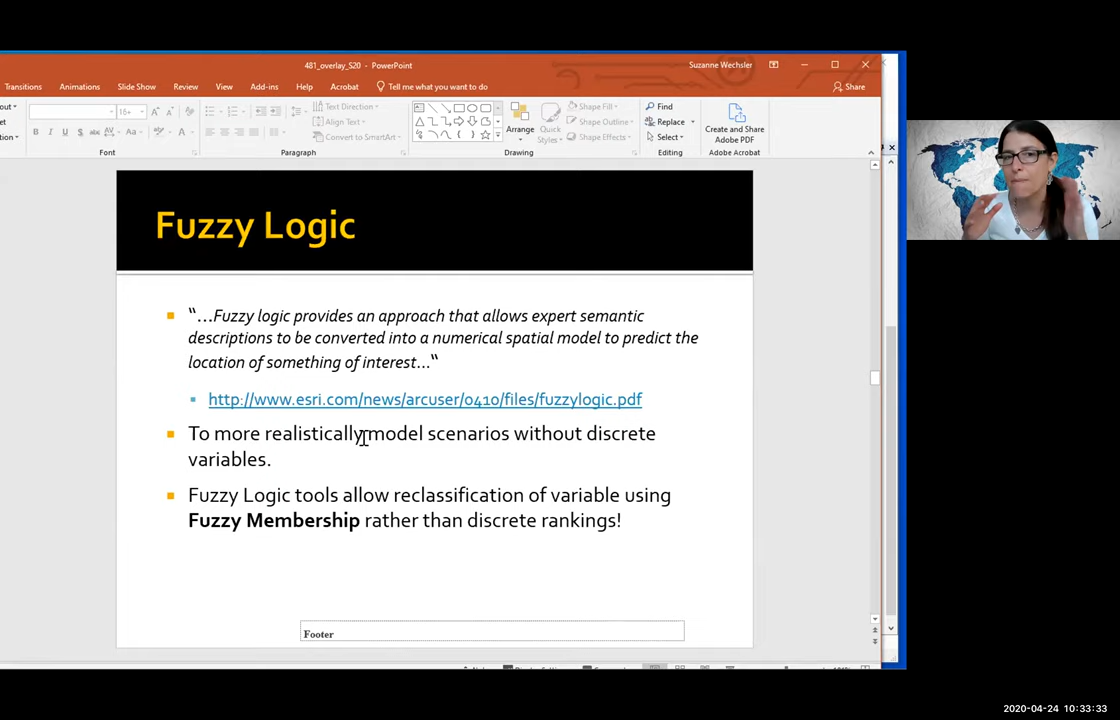 481_overlay_S20 - PowerPoint
Suzanne Wechsler
Transitions Animations Slide Show Review View Add-ins Help Acrobat Tell me what you want to do Share
18+
Text Direction
Align Text
Convert to SmartArt
Arrange
Quick Styles
Shape Fill
Shape Outline
Shape Effects
Find
Replace
Select
Create and Share
Adobe PDF
Font Paragraph Drawing Editing Adobe Acrobat
Fuzzy Logic
“…Fuzzy logic provides an approach that allows expert semantic
descriptions to be converted into a numerical spatial model to predict the
location of something of interest…“
http://www.esri.com/news/arcuser/0410/files/fuzzylogic.pdf
To more realistically model scenarios without discrete
variables.
Fuzzy Logic tools allow reclassification of variable using
Fuzzy Membership rather than discrete rankings!
Footer
2020-04-24 10:33:33